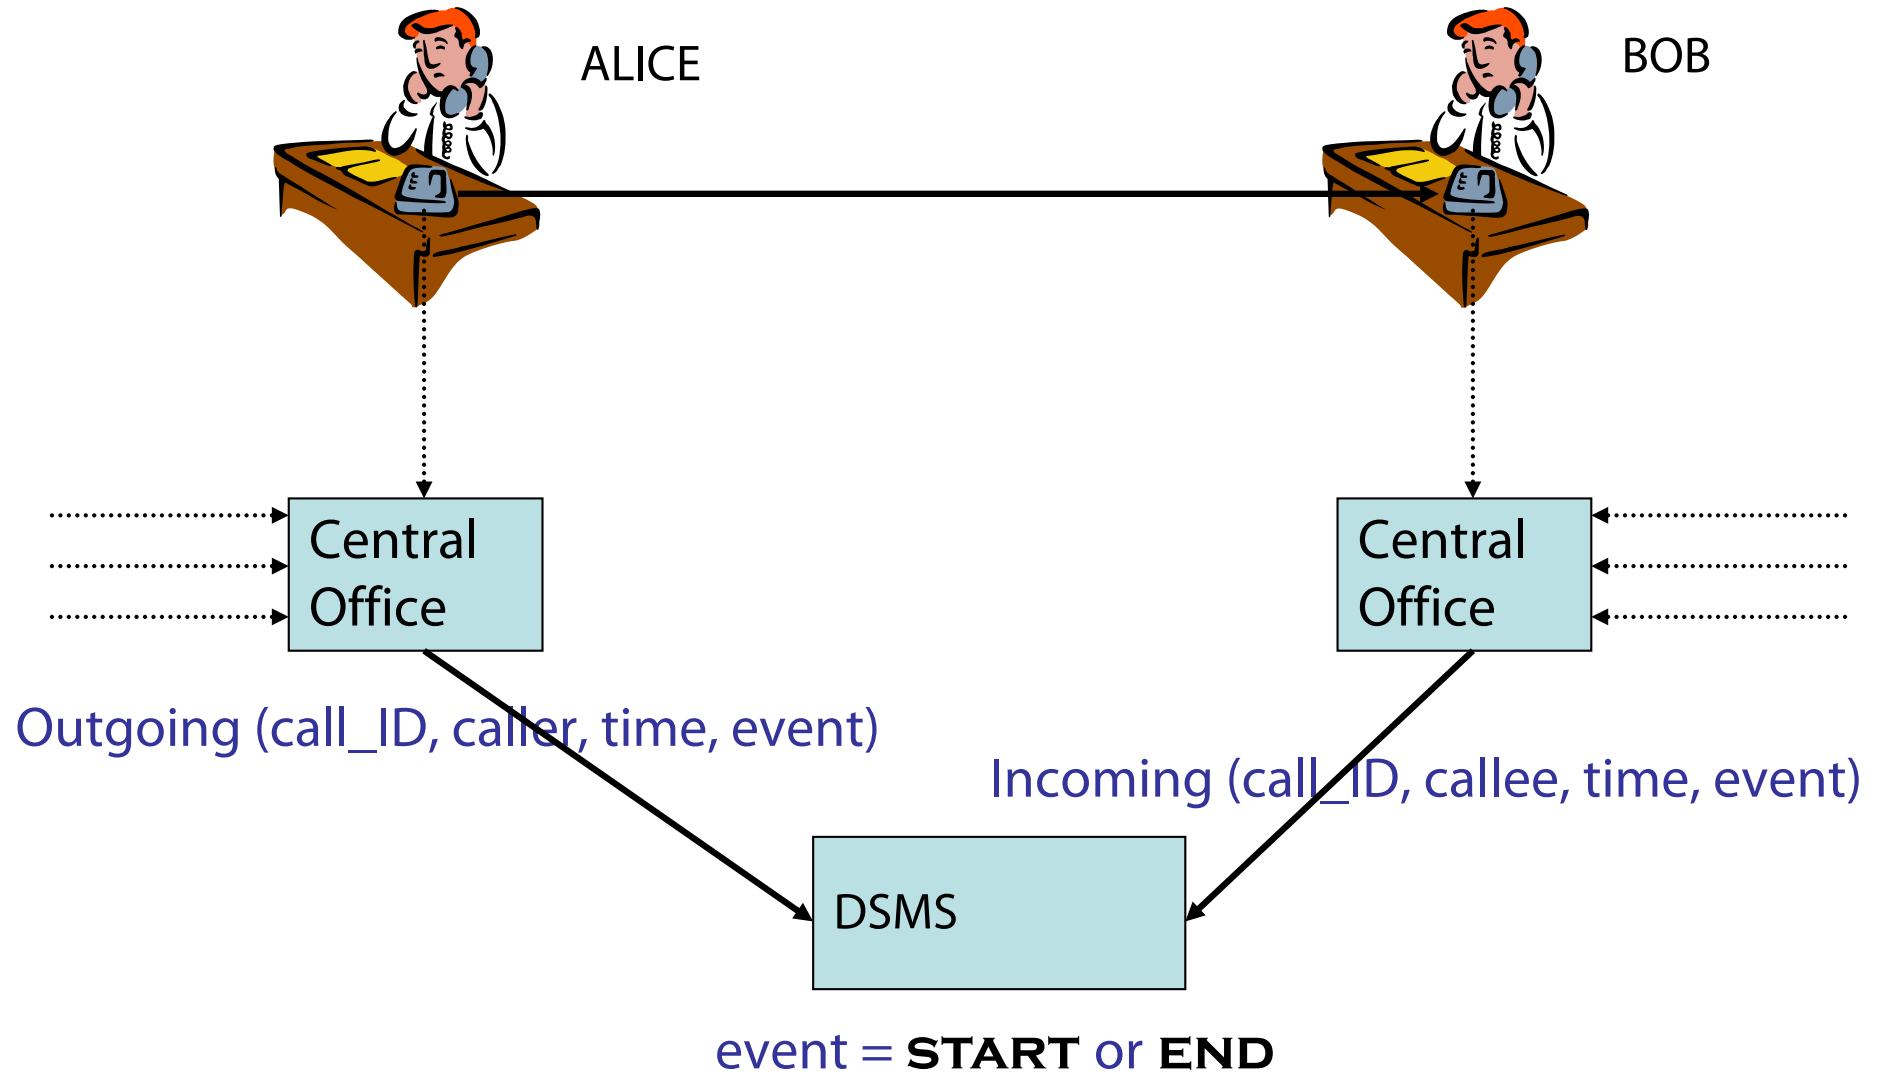 ALICE
BOB
Central
Office
Central
Office
Outgoing (call_ID, caller, time, event)
Incoming (call_ID, callee, time, event)
DSMS
event = START or END